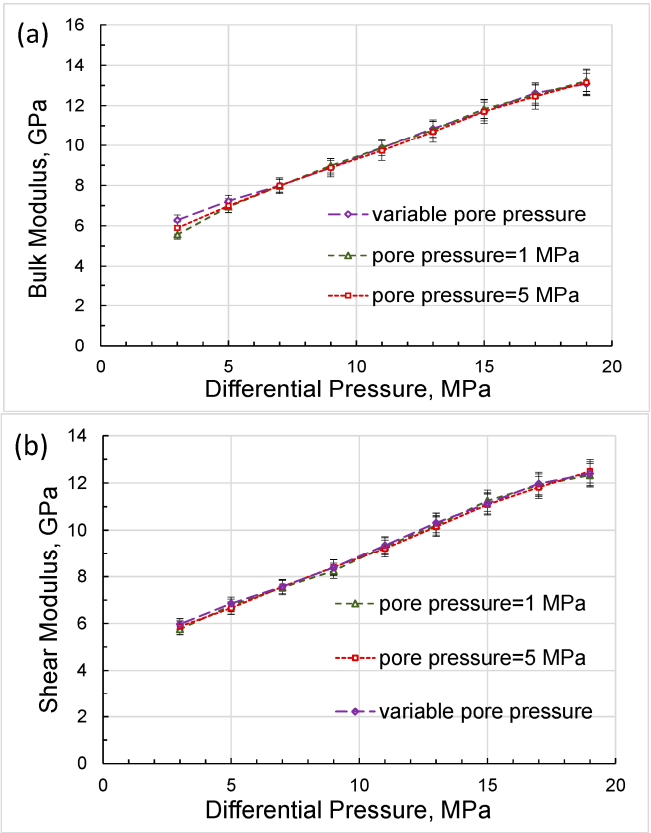 (a)
16
14
12
10
8
6
4
2
0
Bulk Modulus, GPa
variable pore pressure
pore pressure=1 MPa
pore pressure=5 MPa
0 5 10 15 20
Differential Pressure, MPa
(b)
14
12
10
8
6
4
2
0
Shear Modulus, GPa
pore pressure=1 MPa
pore pressure=5 MPa
variable pore pressure
0 5 10 15 20
Differential Pressure, MPa